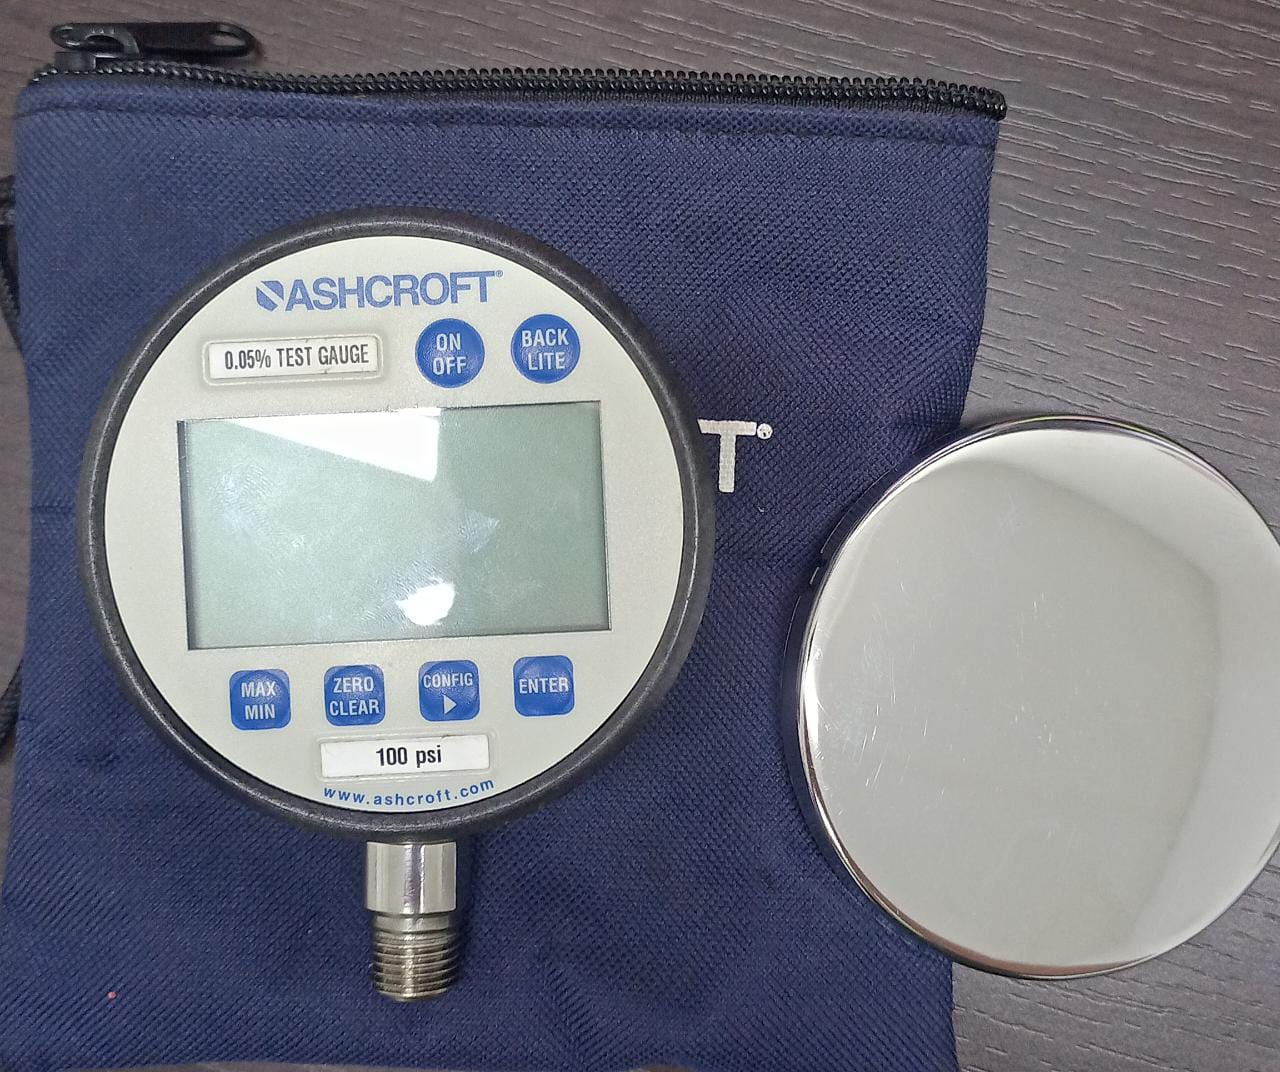 ASHCROFT®
0.05% TEST GAUGE
ON
OFF
BACK
LITE
T®
MAX
MIN
ZERO
CLEAR
CONFIG
ENTER
100 psi
www.ashcroft.com